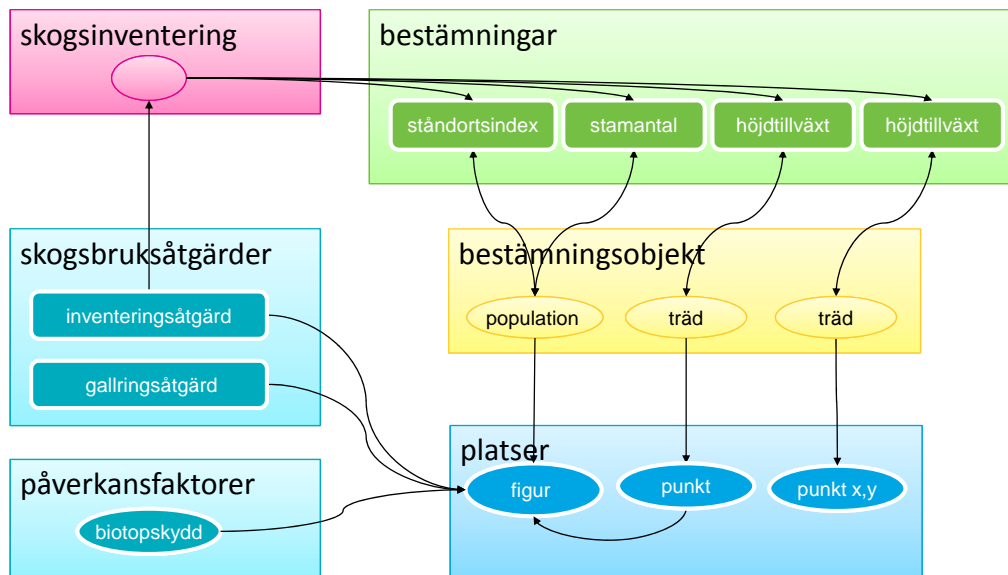 skogsinventering
bestämningar
ståndortsindex
stamantal
höjdtillväxt
höjdtillväxt
skogsbruksåtgärder
inventeringsåtgärd
gallringsåtgärd
bestämningsobjekt
population
träd
träd
påverkansfaktorer
biotopskydd
platser
figur
punkt
punkt x,y